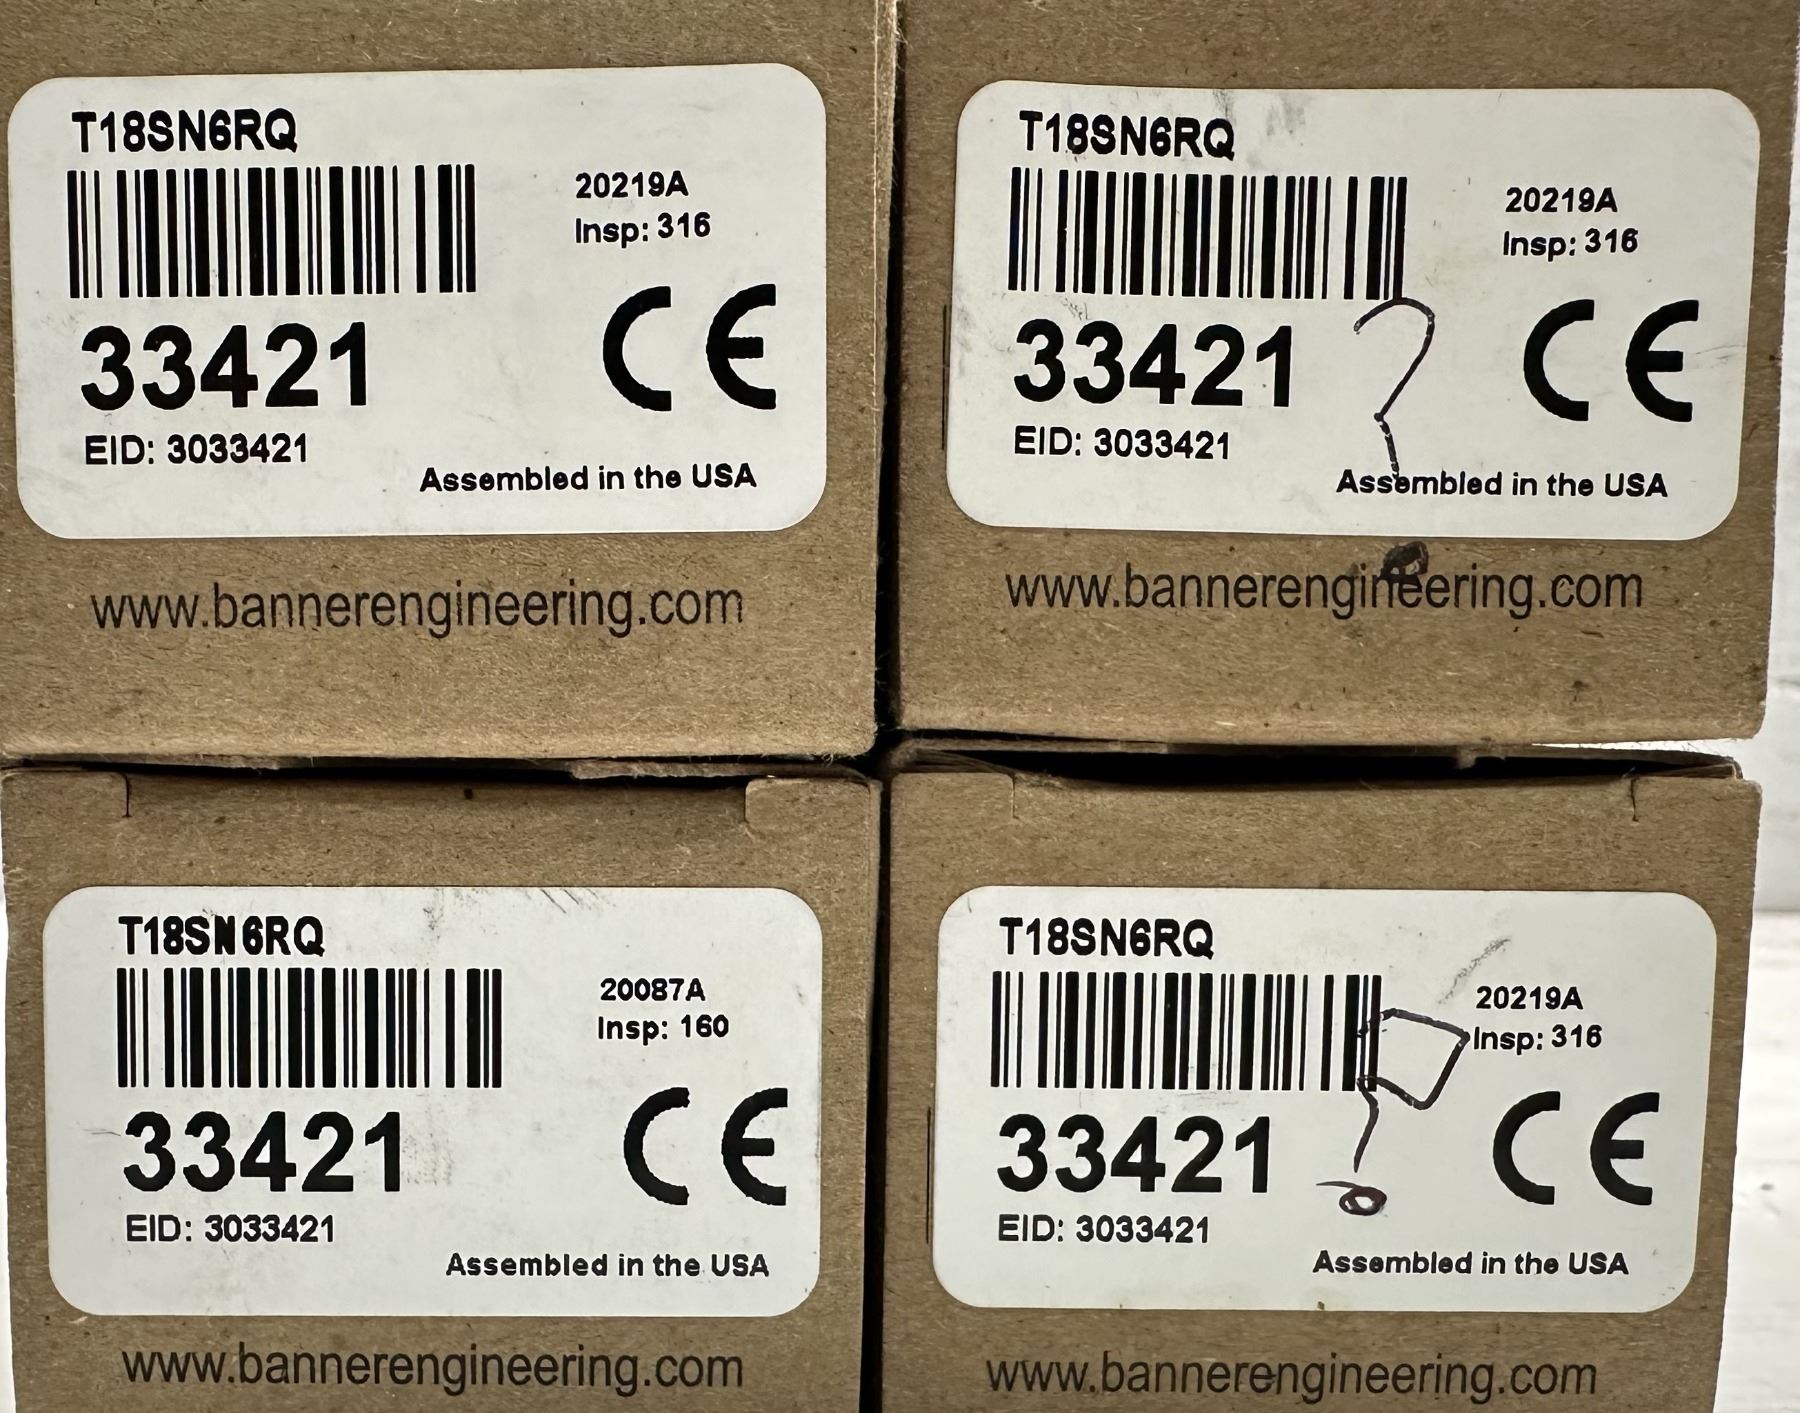 T18SN6RQ
20219A
Insp: 316
33421
CE
EID: 3033421
Assembled in the USA
www.bannerengineering.com
T18SN6RQ
20219A
Insp: 316
33421
?
CE
EID: 3033421
Assembled in the USA
www.bannerengineering.com
T18SN6RQ
20087A
Insp: 160
33421
CE
EID: 3033421
Assembled in the USA
www.bannerengineering.com
T18SN6RQ
20219A
Insp: 316
33421
?
CE
EID: 3033421
Assembled in the USA
www.bannerengineering.com